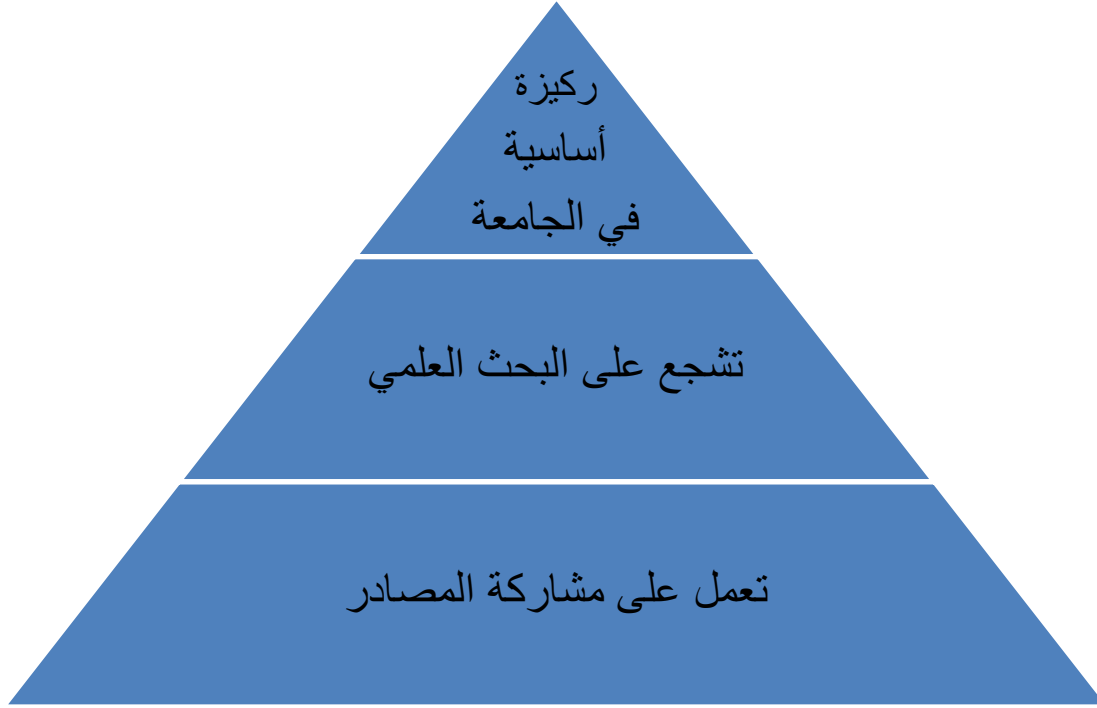 ركيزة
أساسية
في الجامعة
تشجع على البحث العلمي
تعمل على مشاركة المصادر